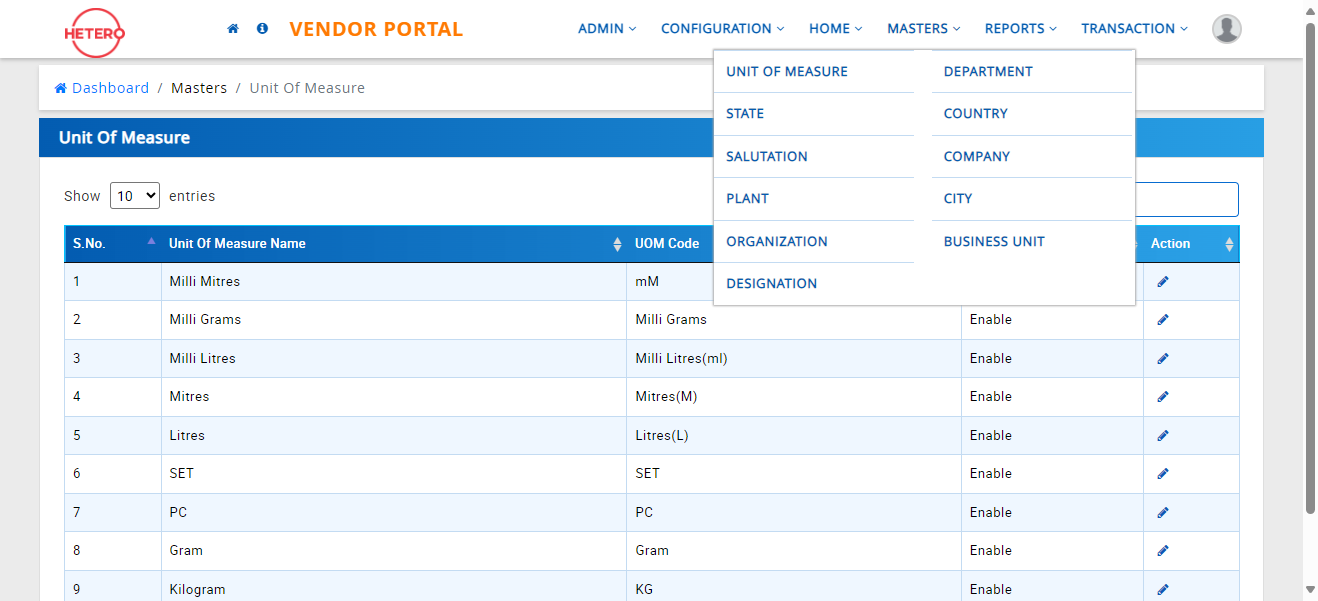 HETERO
VENDOR PORTAL
ADMIN CONFIGURATION HOME MASTERS REPORTS TRANSACTION
UNIT OF MEASURE DEPARTMENT
STATE COUNTRY
SALUTATION COMPANY
PLANT CITY
ORGANIZATION BUSINESS UNIT
DESIGNATION
Dashboard / Masters / Unit Of Measure
Unit Of Measure
Show 10 entries
S.No. Unit Of Measure Name UOM Code Action
1 Milli Mitres mM
2 Milli Grams Milli Grams Enable
3 Milli Litres Milli Litres(ml) Enable
4 Mitres Mitres(M) Enable
5 Litres Litres(L) Enable
6 SET SET Enable
7 PC PC Enable
8 Gram Gram Enable
9 Kilogram KG Enable